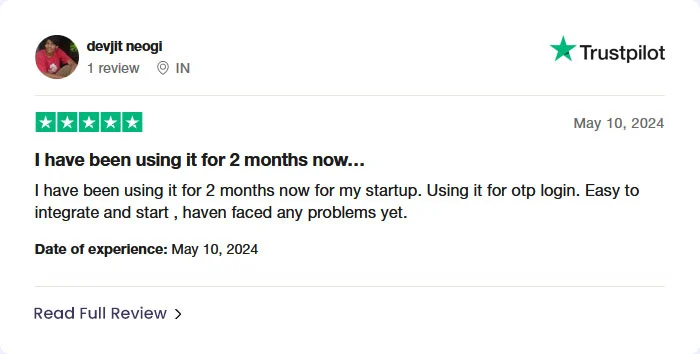 devjit neogi
1 review IN
Trustpilot
May 10, 2024
I have been using it for 2 months now…
I have been using it for 2 months now for my startup. Using it for otp login. Easy to
integrate and start , haven faced any problems yet.
Date of experience: May 10, 2024
Read Full Review